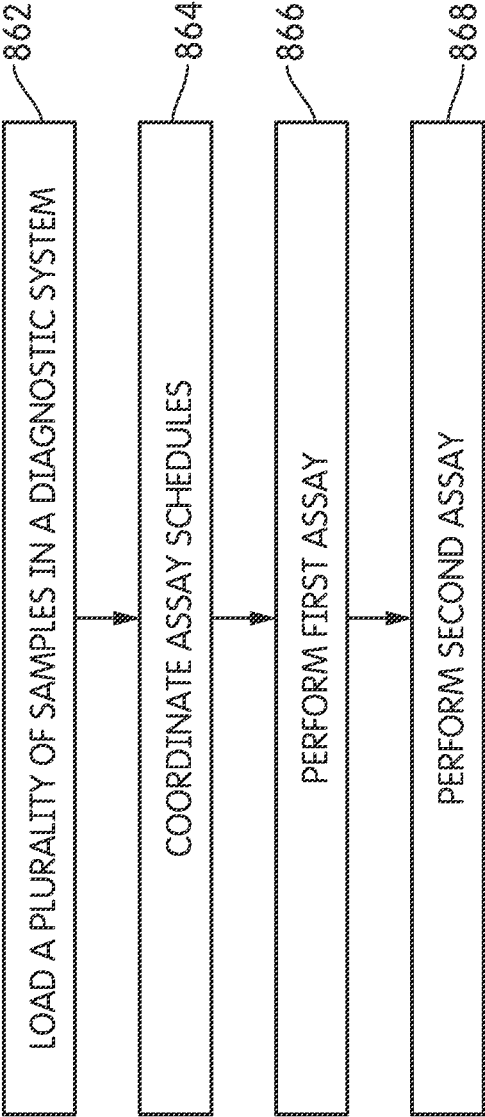 LOAD A PLURALITY OF SAMPLES IN A DIAGNOSTIC SYSTEM
862
COORDINATE ASSAY SCHEDULES
864
PERFORM FIRST ASSAY
866
PERFORM SECOND ASSAY
868